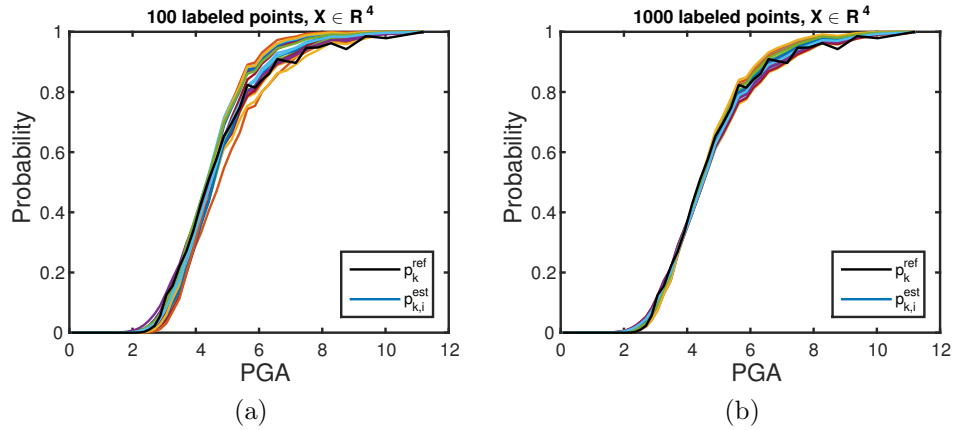 100 labeled points, X ∈ R⁴
1
0.8
0.6
0.4
0.2
0
Probability
0 2 4 6 8 10 12
PGA
p_k^ref
p_k,i^est
(a)
1000 labeled points, X ∈ R⁴
1
0.8
0.6
0.4
0.2
0
Probability
0 2 4 6 8 10 12
PGA
p_k^ref
p_k,i^est
(b)